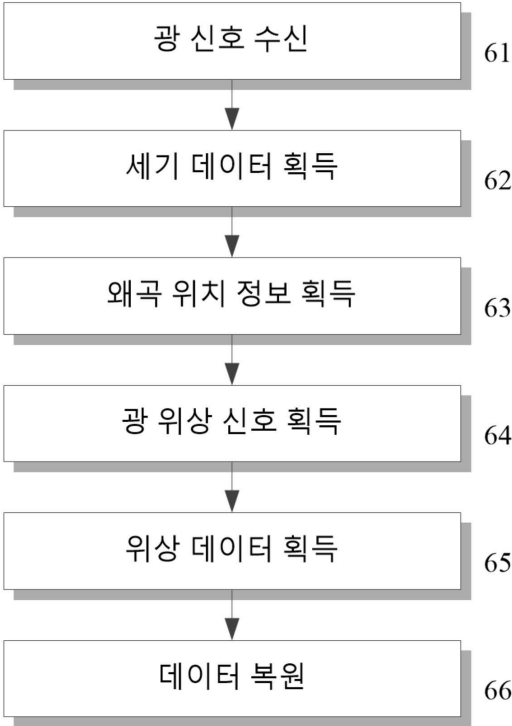 광 신호 수신
61
세기 데이터 획득
62
왜곡 위치 정보 획득
63
광 위상 신호 획득
64
위상 데이터 획득
65
데이터 복원
66